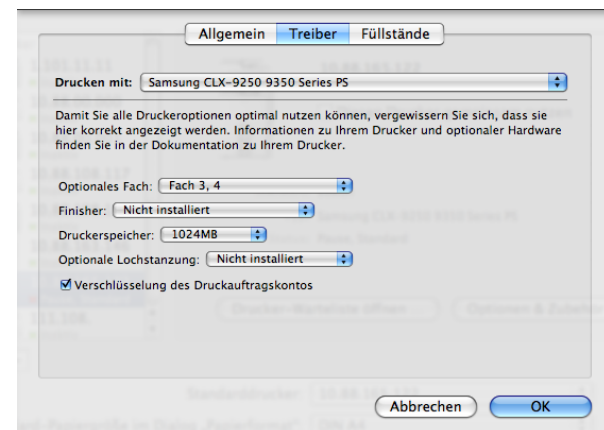 Allgemein Treiber Füllstände
Drucken mit: Samsung CLX-9250 9350 Series PS
Damit Sie alle Druckeroptionen optimal nutzen können, vergewissern Sie sich, dass sie
hier korrekt angezeigt werden. Informationen zu Ihrem Drucker und optionaler Hardware
finden Sie in der Dokumentation zu Ihrem Drucker.
Optionales Fach: Fach 3, 4
Finisher: Nicht installiert
Druckerspeicher: 1024MB
Optionale Lochstanzung: Nicht installiert
Verschlüsselung des Druckauftragskontos
Abbrechen OK